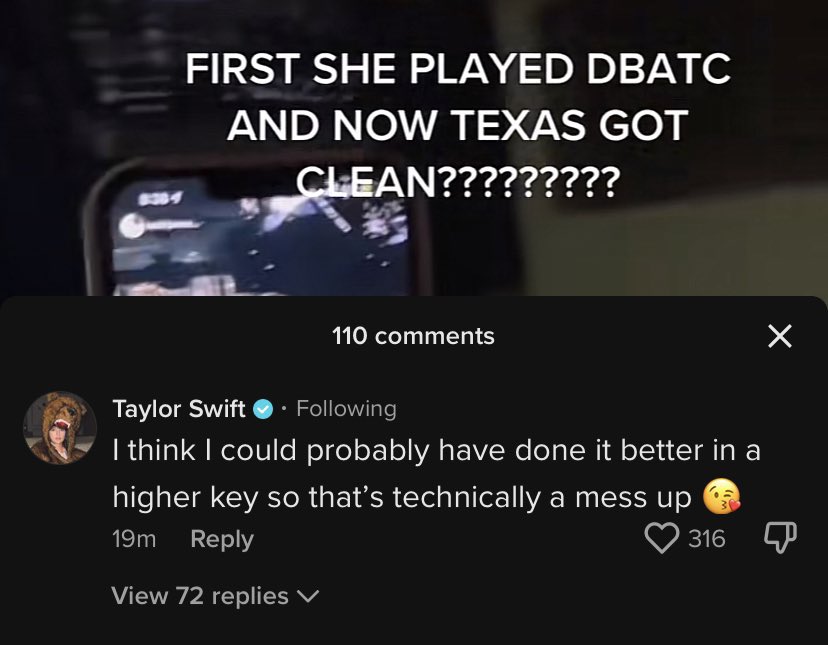 FIRST SHE PLAYED DBATC
AND NOW TEXAS GOT
CLEAN?????????
110 comments
Taylor Swift · Following
I think I could probably have done it better in a
higher key so that's technically a mess up 😘
19m Reply 316
View 72 replies